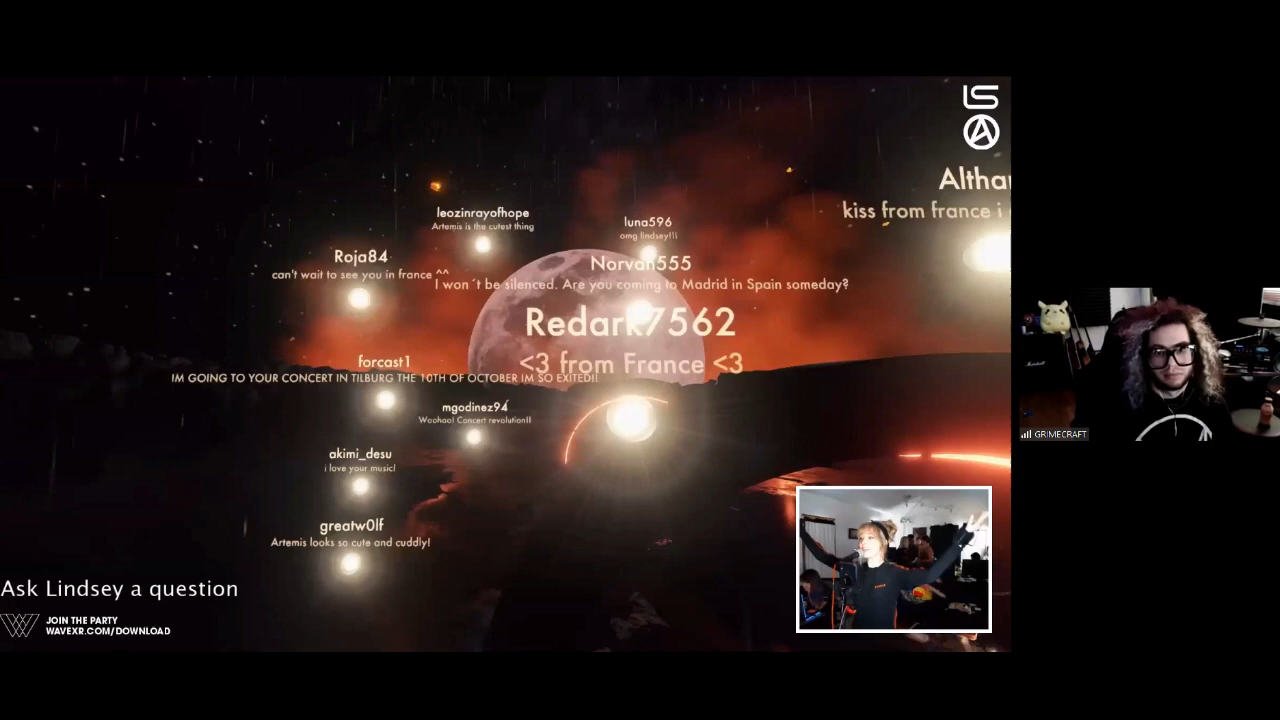 LS
Altha
kiss from france i
leozinrayofhope
Artemis is the cutest thing
luna596
omg lindsey!!!
Roja84
can't wait to see you in france ^^
Norvan555
I won´t be silenced. Are you coming to Madrid in Spain someday?
Redark7562
<3 from France <3
forcast1
IM GOING TO YOUR CONCERT IN TILBURG THE 10TH OF OCTOBER IM SO EXITED!!
mgodinez94
Woohoo! Concert revolution!!
akimi_desu
i love your music!
greatw0lf
Artemis looks so cute and cuddly!
Ask Lindsey a question
JOIN THE PARTY
WAVEXR.COM/DOWNLOAD
GRIMECRAFT